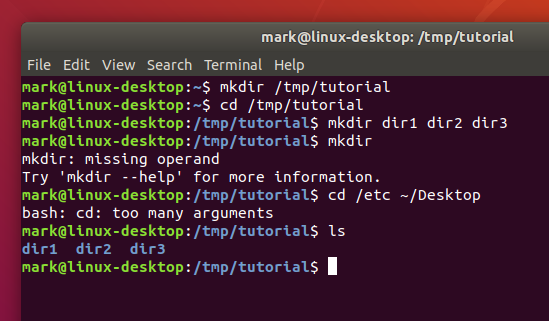 mark@linux-desktop: /tmp/tutorial
File Edit View Search Terminal Help
mark@linux-desktop:~$ mkdir /tmp/tutorial
mark@linux-desktop:~$ cd /tmp/tutorial
mark@linux-desktop:/tmp/tutorial$ mkdir dir1 dir2 dir3
mark@linux-desktop:/tmp/tutorial$ mkdir
mkdir: missing operand
Try 'mkdir --help' for more information.
mark@linux-desktop:/tmp/tutorial$ cd /etc ~/Desktop
bash: cd: too many arguments
mark@linux-desktop:/tmp/tutorial$ ls
dir1  dir2  dir3
mark@linux-desktop:/tmp/tutorial$